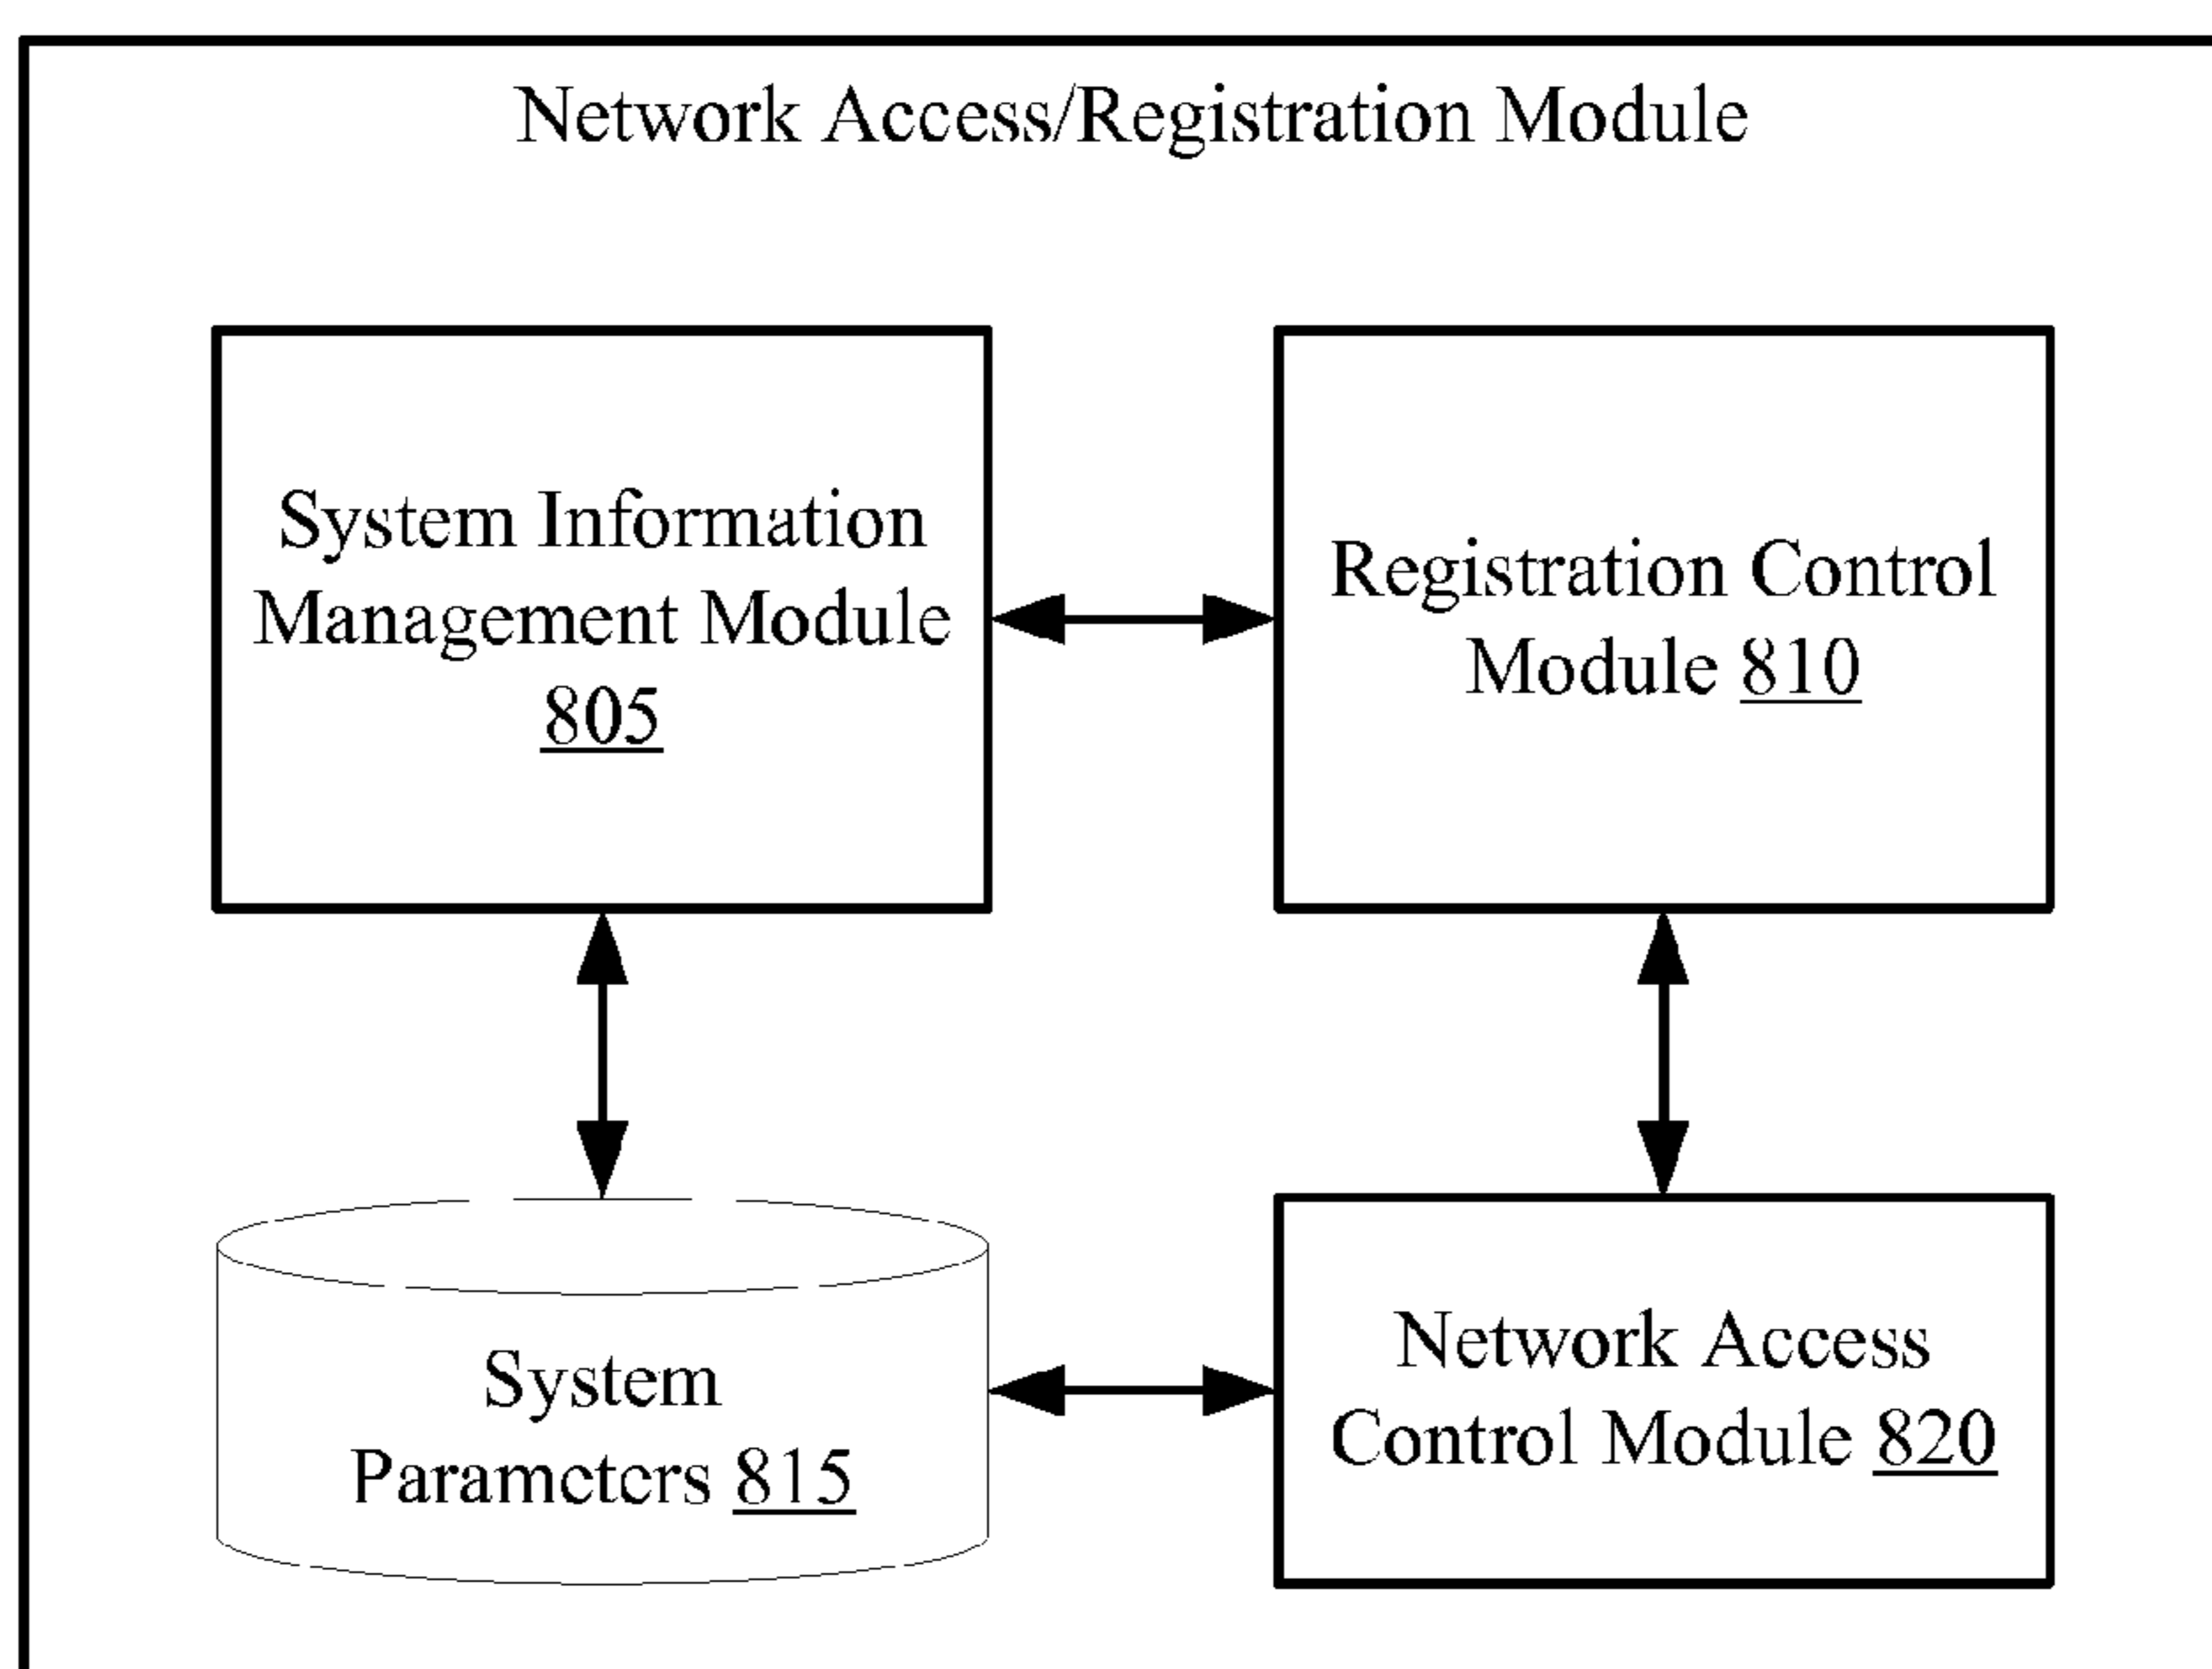 Network Access/Registration Module
System Information
Management Module
805
Registration Control
Module 810
System
Parameters 815
Network Access
Control Module 820